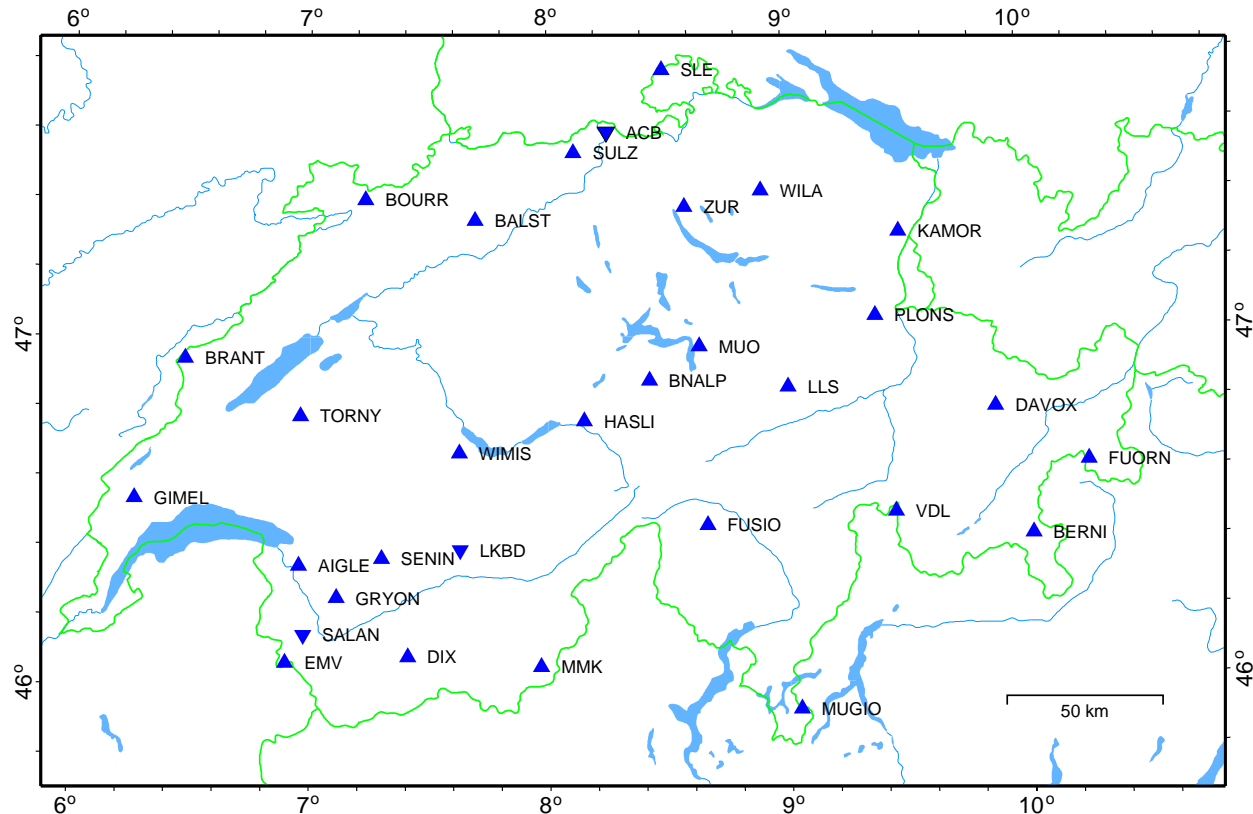 6° 7° 8° 9° 10°
SLE
ACB
SULZ
WILA
BOURR
ZUR
BALST
KAMOR
PLONS
47° 47°
MUO
BRANT
BNALP
LLS
DAVOX
TORNY
HASLI
WIMIS
FUORN
GIMEL
VDL
FUSIO
BERNI
LKBD
SENIN
AIGLE
GRYON
SALAN
DIX
EMV
MMK
46° 46°
MUGIO
50 km
6° 7° 8° 9° 10°